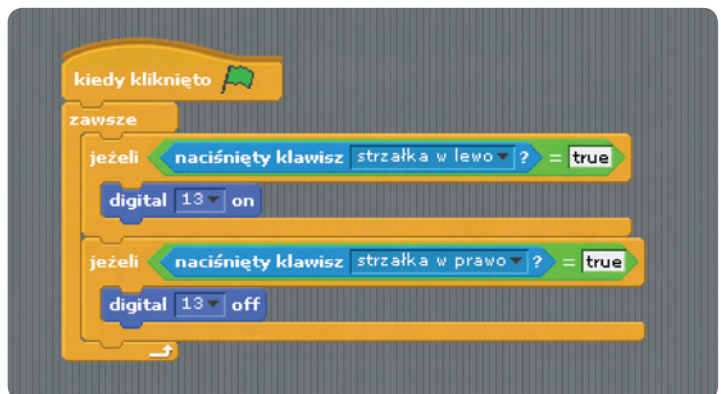 kiedy kliknięto
zawsze
jeżeli naciśnięty klawisz strzałka w lewo ? = true
digital 13 on
jeżeli naciśnięty klawisz strzałka w prawo ? = true
digital 13 off